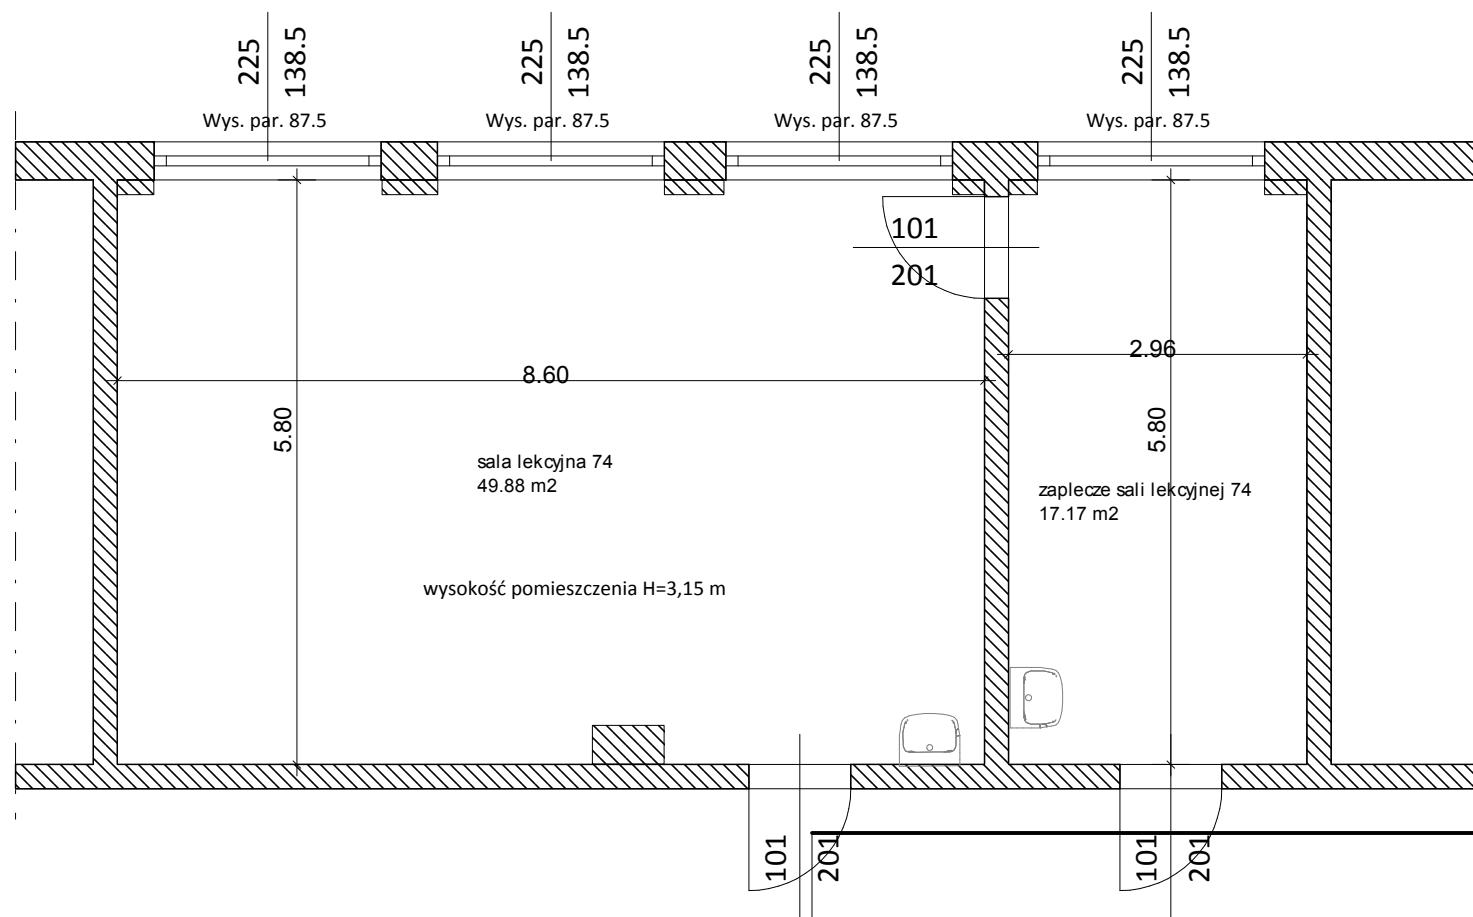 225
138.5
225
138.5
225
138.5
225
138.5
Wys. par. 87.5
Wys. par. 87.5
Wys. par. 87.5
Wys. par. 87.5
101
201
2.96
8.60
5.80
5.80
sala lekcyjna 74
49.88 m2
zaplecze sali lekcyjnej 74
17.17 m2
wysokość pomieszczenia H=3,15 m
101
201
101
201